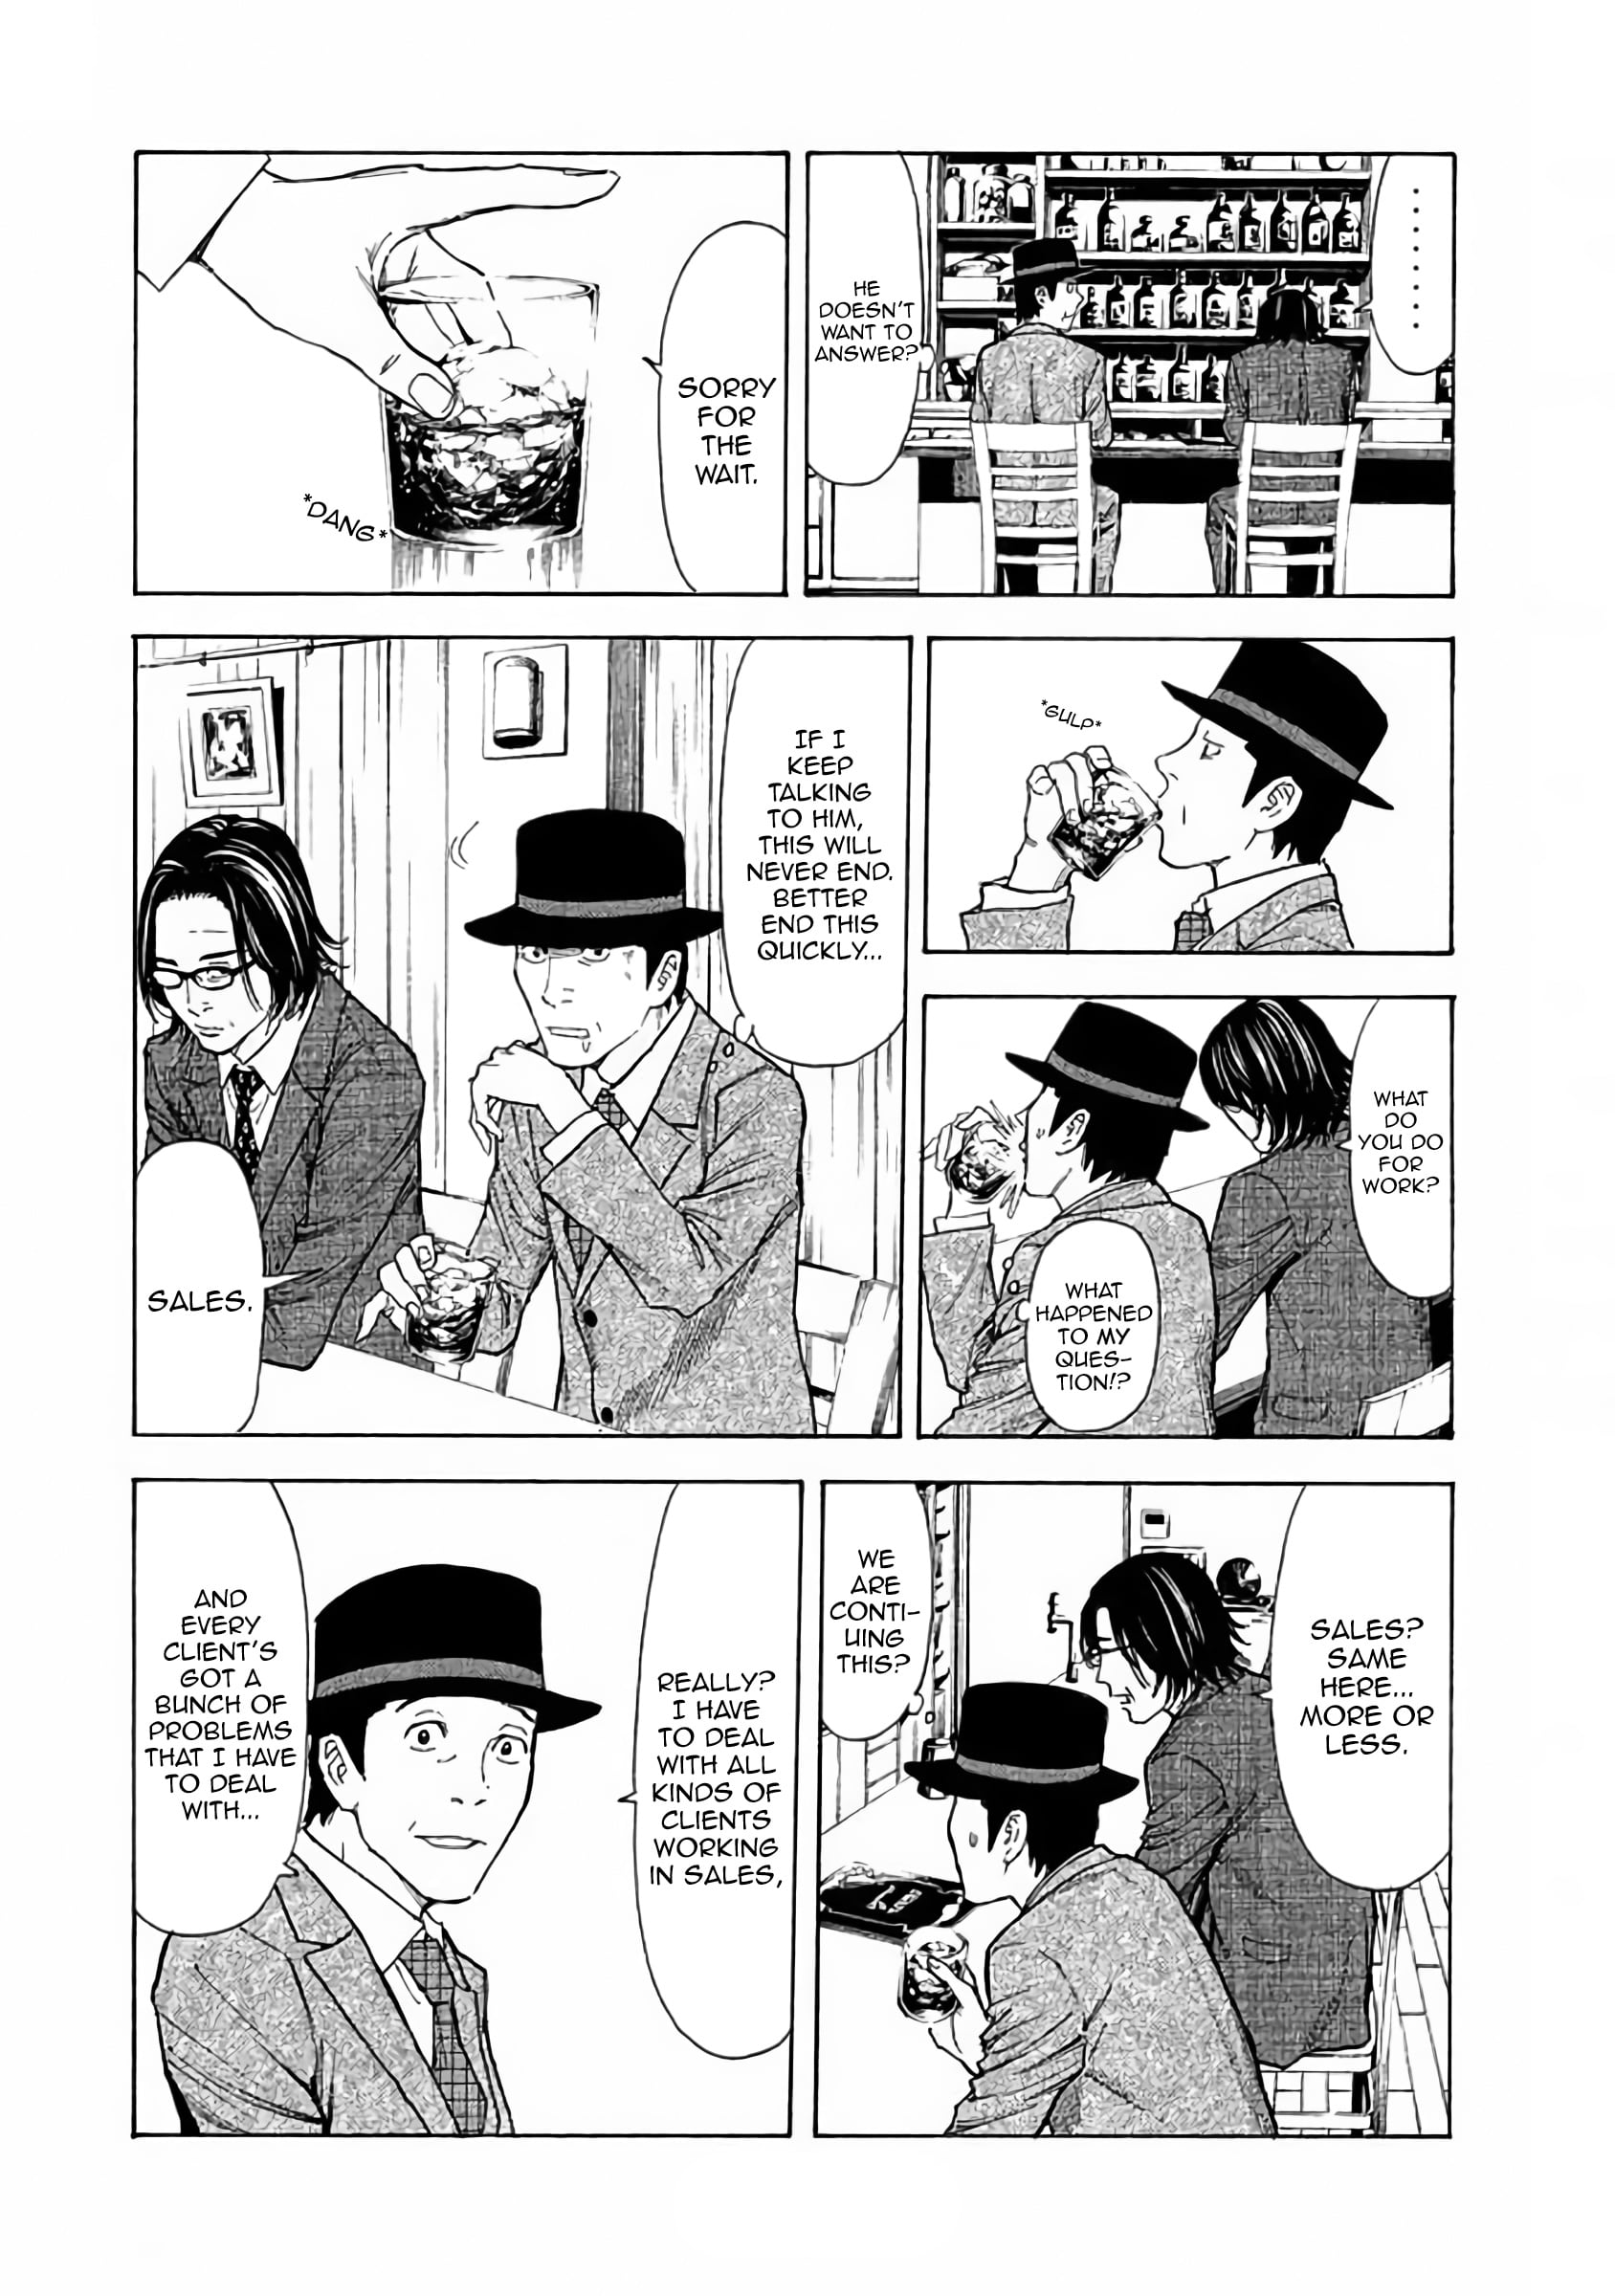 ........
HE
DOESN'T
WANT TO
ANSWER?
SORRY
FOR
THE
WAIT.
*DANG*
*GULP*
WHAT
DO
YOU DO
FOR
WORK?
WHAT
HAPPENED
TO MY
QUES-
TION!?
IF I
KEEP
TALKING
TO HIM,
THIS WILL
NEVER END.
BETTER
END THIS
QUICKLY...
SALES.
SALES?
SAME
HERE...
MORE OR
LESS.
WE
ARE
CONTI-
UING
THIS?
REALLY?
I HAVE
TO DEAL
WITH ALL
KINDS OF
CLIENTS
WORKING
IN SALES,
AND
EVERY
CLIENT'S
GOT A
BUNCH OF
PROBLEMS
THAT I HAVE
TO DEAL
WITH...